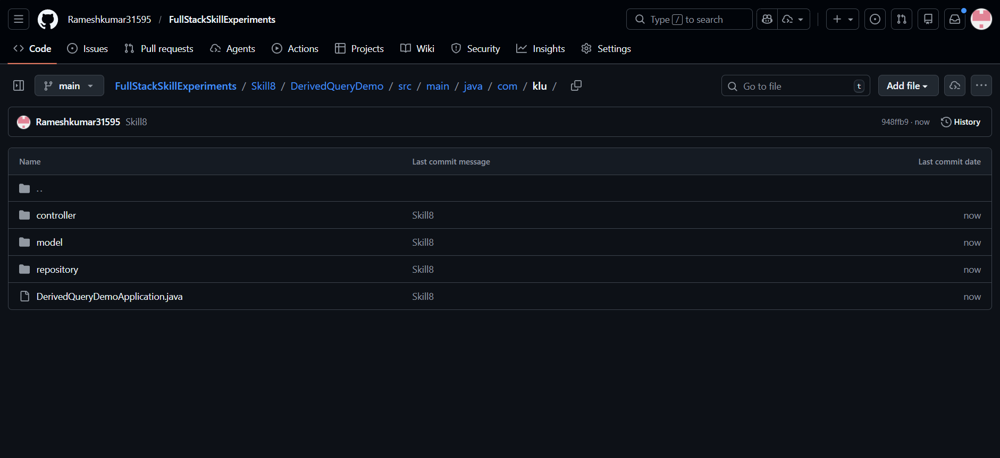 Rameshkumar31595 / FullStackSkillExperiments
Type / to search
Code Issues Pull requests Agents Actions Projects Wiki Security Insights Settings
main FullStackSkillExperiments / Skill8 / DerivedQueryDemo / src / main / java / com / klu / Go to file t Add file
Rameshkumar31595 Skill8 948ffb9 · now History
Name Last commit message Last commit date
..
controller Skill8 now
model Skill8 now
repository Skill8 now
DerivedQueryDemoApplication.java Skill8 now